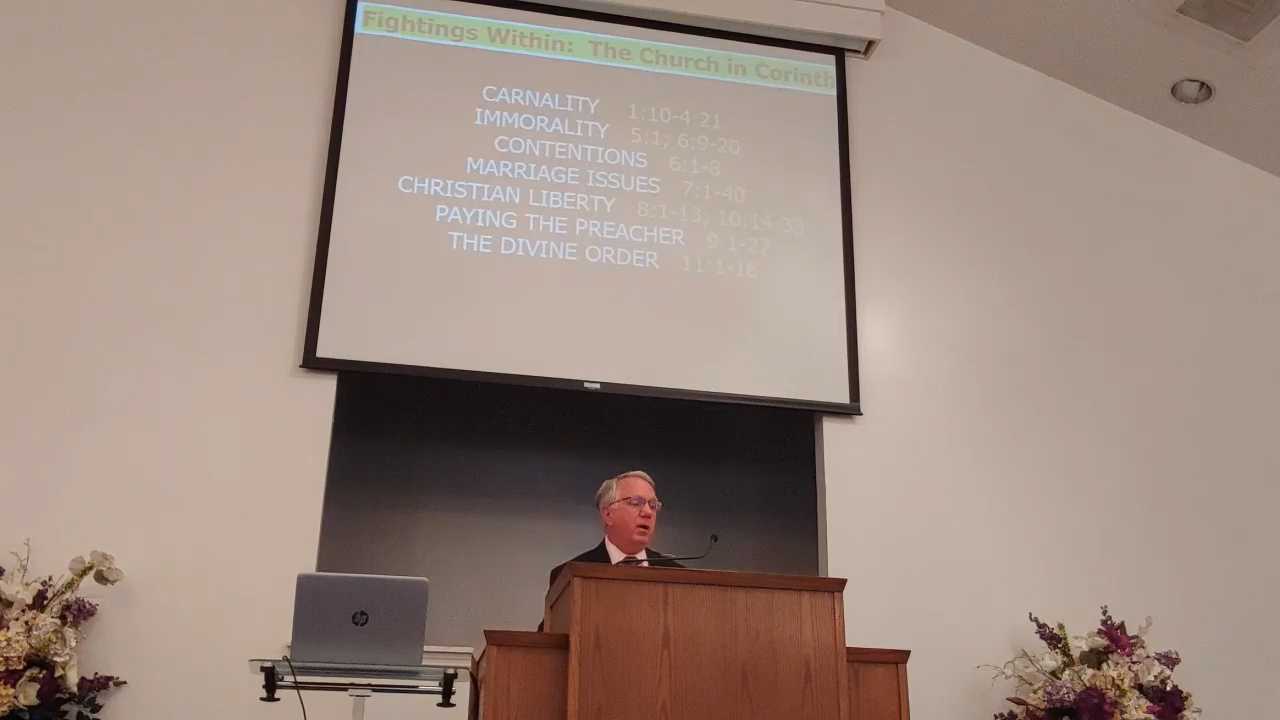 Fightings Within: The Church in Corinth
CARNALITY 1:10-4:21
IMMORALITY 5:1; 6:9-20
CONTENTIONS 6:1-8
MARRIAGE ISSUES 7:1-40
CHRISTIAN LIBERTY 8:1-13; 10:14-33
PAYING THE PREACHER 9:1-27
THE DIVINE ORDER 11:1-16
hp